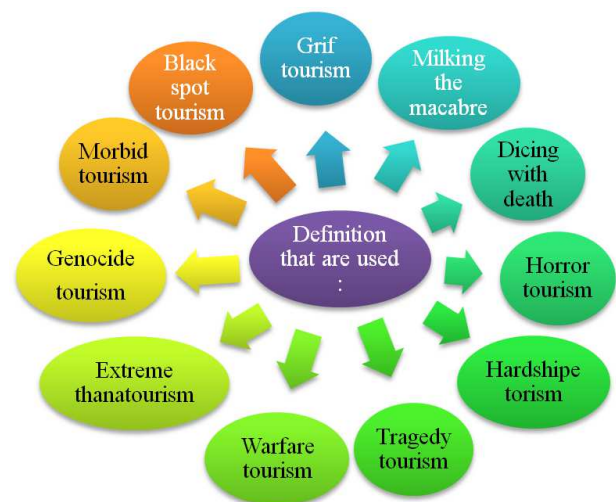 Definition
that are used
:
Grif
tourism
Milking
the
macabre
Dicing
with
death
Horror
tourism
Hardshipe
torism
Tragedy
tourism
Warfare
tourism
Extreme
thanatourism
Genocide
tourism
Morbid
tourism
Black
spot
tourism